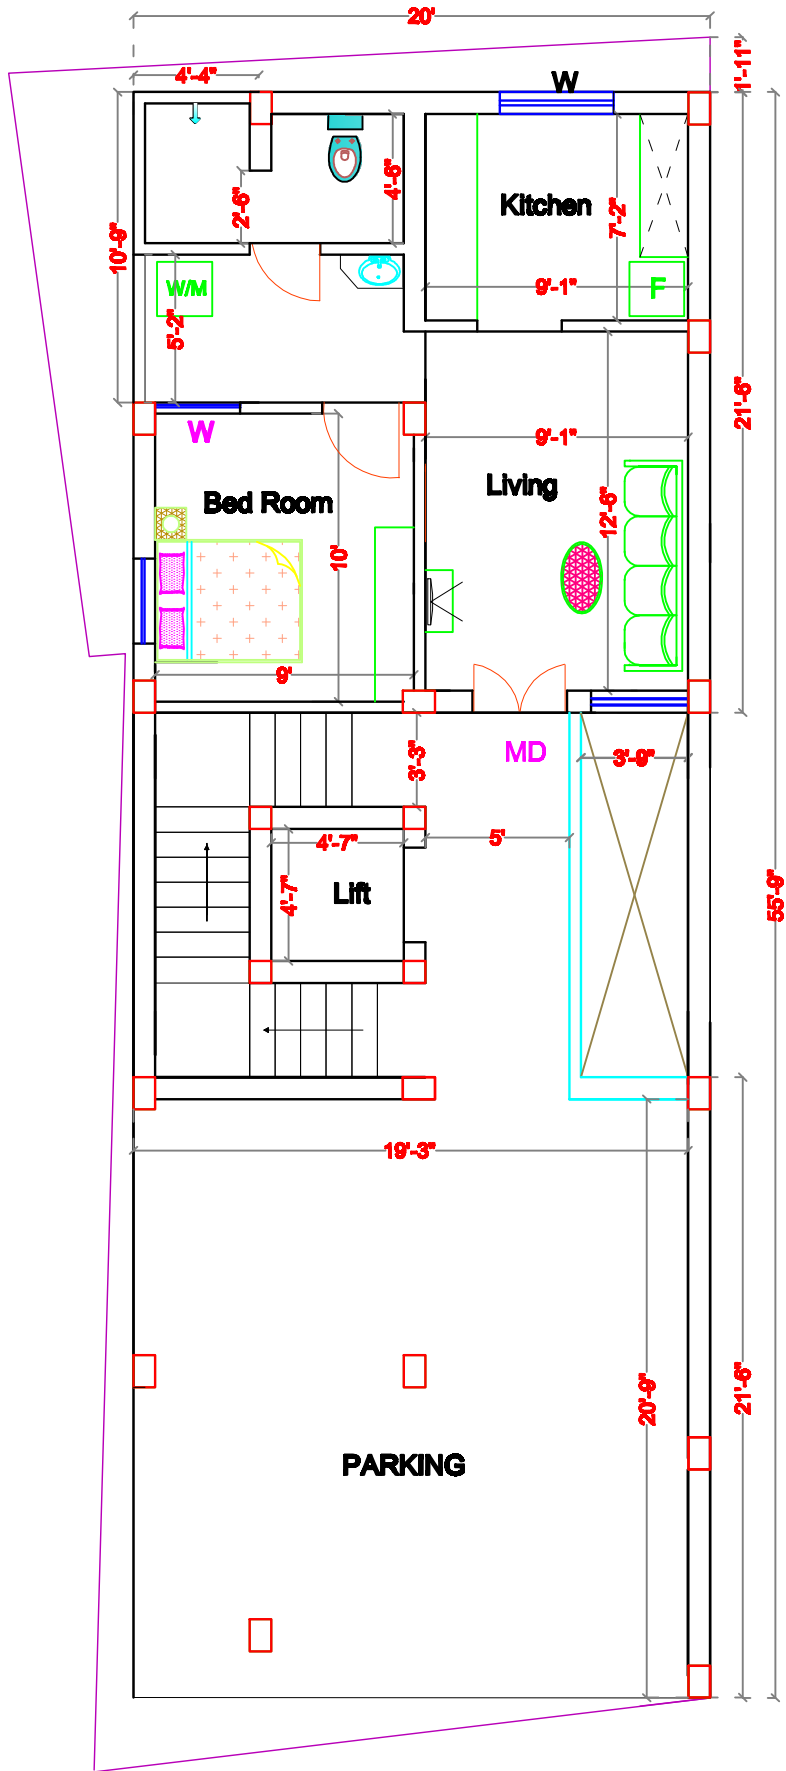 20'
1'-11"
4'-4"
W
4'-6"
Kitchen
2'-6"
7'-2"
10'-9"
W/M
9'-1"
F
5'-2"
21'-6"
W
9'-1"
Living
Bed Room
12'-6"
10'
9'
MD
3'-3"
3'-9"
4'-7"
5'
4'-7"
Lift
55'-9"
19'-3"
20'-9"
21'-6"
PARKING